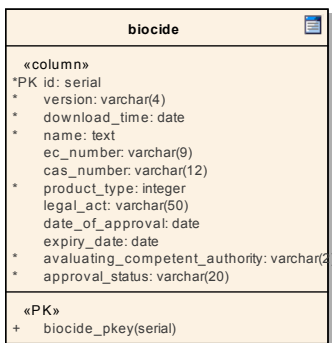 biocide
«column»
*PK id: serial
* version: varchar(4)
* download_time: date
* name: text
ec_number: varchar(9)
cas_number: varchar(12)
* product_type: integer
legal_act: varchar(50)
date_of_approval: date
expiry_date: date
* avaluating_competent_authority: varchar(2
* approval_status: varchar(20)
«PK»
+ biocide_pkey(serial)